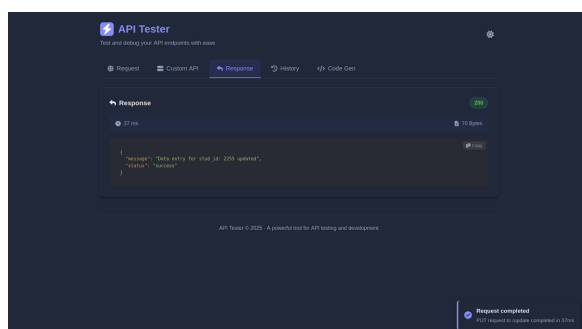 API Tester
Test and debug your API endpoints with ease
Request
Custom API
Response
History
</> Code Gen
Response
200
37 ms
70 Bytes
Copy
{
"message": "Data entry for stud_id: 2255 updated",
"status": "success"
}
API Tester © 2025 · A powerful tool for API testing and development
Request completed
PUT request to /update completed in 37ms